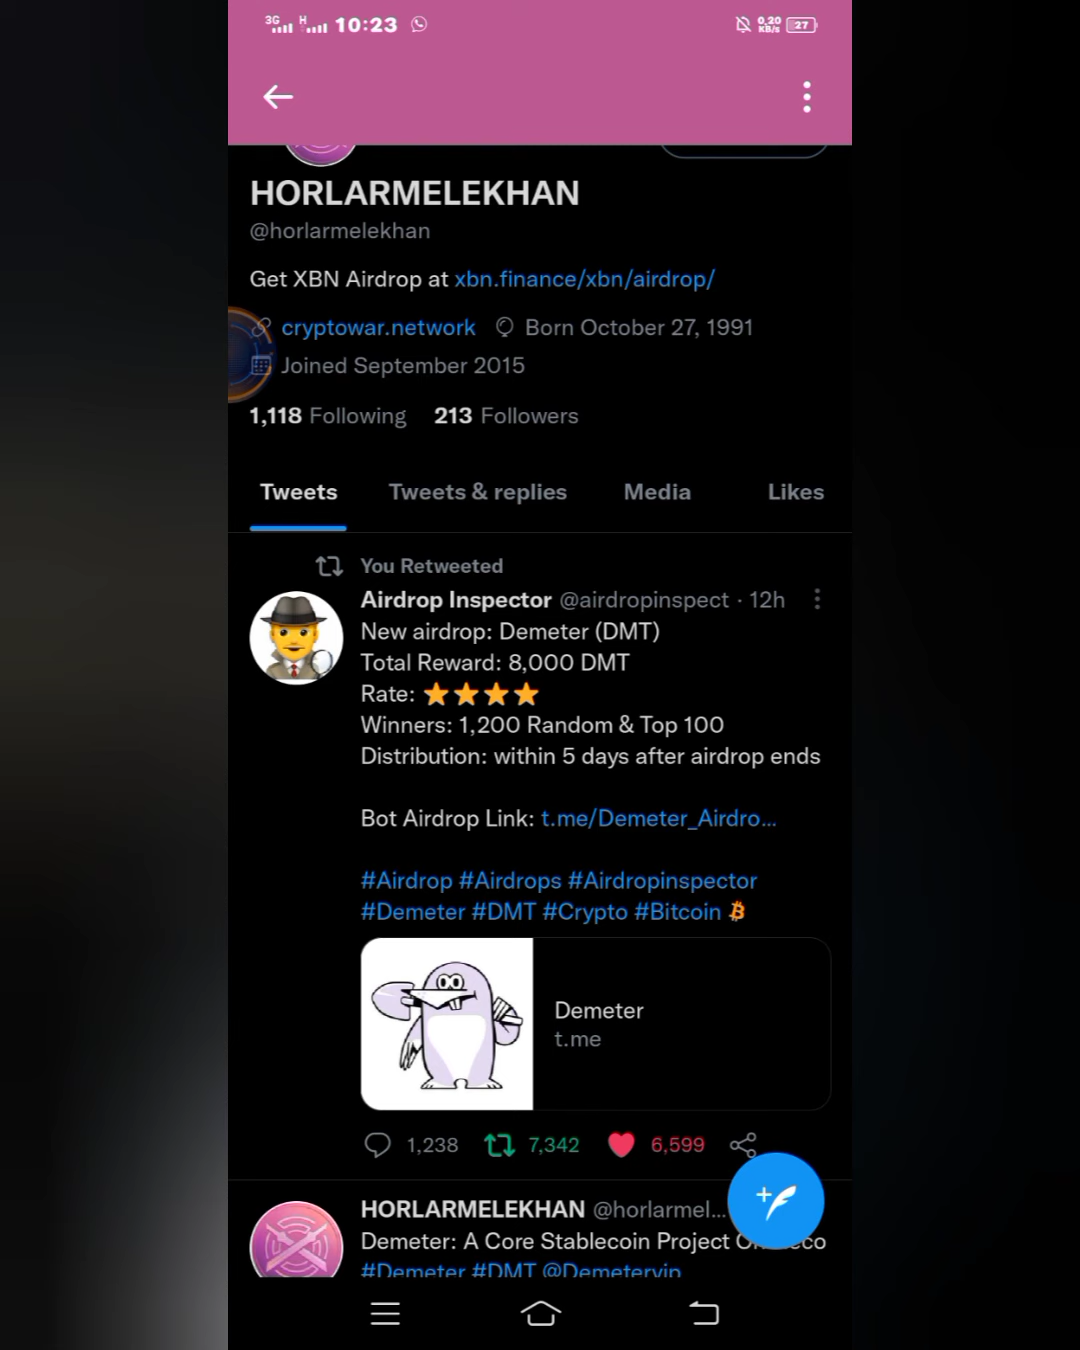 3G H 10:23 0,20 KB/s 27
HORLARMELEKHAN
@horlarmelekhan
Get XBN Airdrop at xbn.finance/xbn/airdrop/
cryptowar.network Born October 27, 1991
Joined September 2015
1,118 Following 213 Followers
Tweets Tweets & replies Media Likes
You Retweeted
Airdrop Inspector @airdropinspect · 12h
New airdrop: Demeter (DMT)
Total Reward: 8,000 DMT
Rate: ⭐⭐⭐⭐
Winners: 1,200 Random & Top 100
Distribution: within 5 days after airdrop ends
Bot Airdrop Link: t.me/Demeter_Airdro...
#Airdrop #Airdrops #Airdropinspector
#Demeter #DMT #Crypto #Bitcoin
Demeter
t.me
1,238 7,342 6,599
HORLARMELEKHAN @horlarmel...
Demeter: A Core Stablecoin Project
#Demeter #DMT @Demetervip